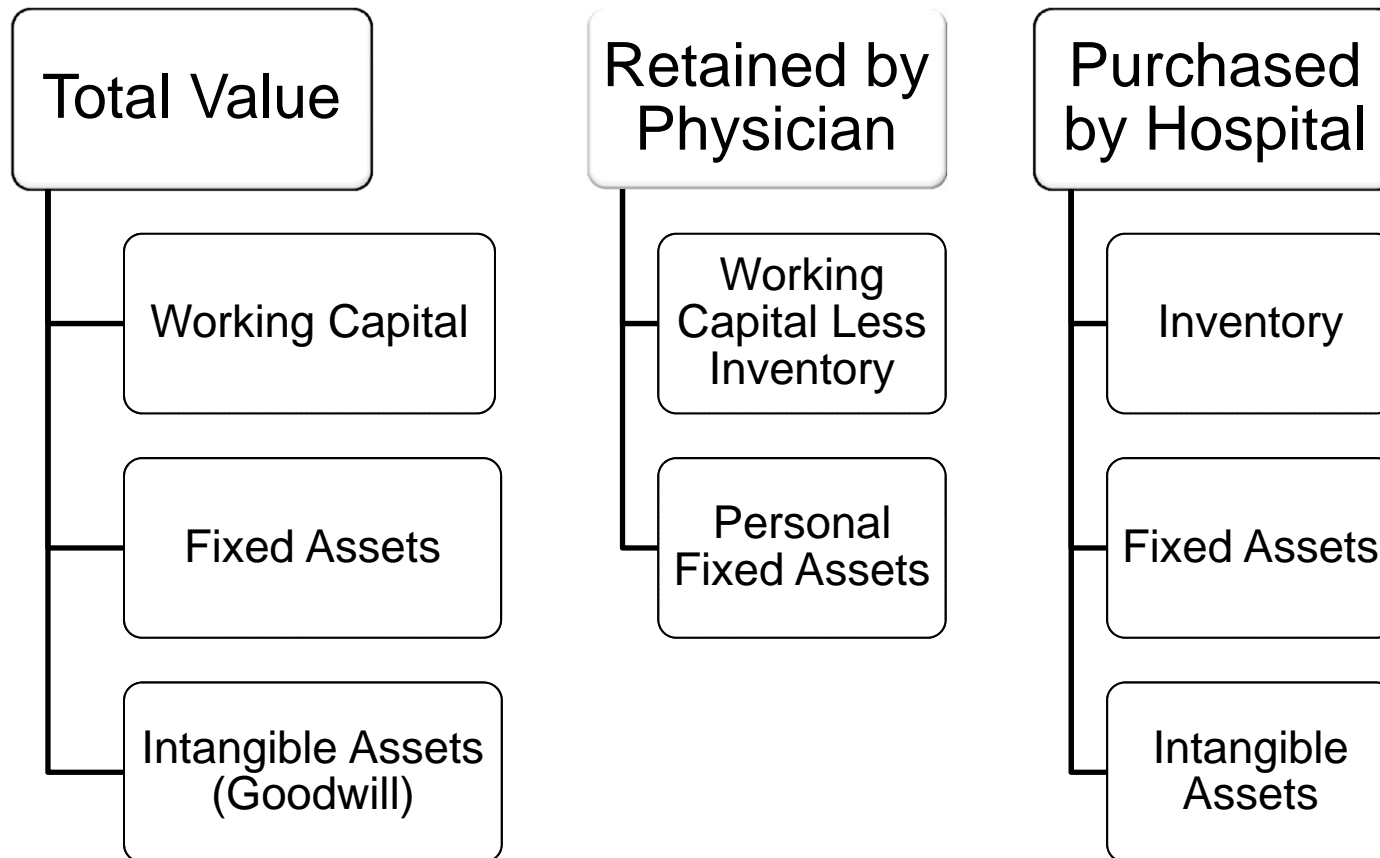 Total Value
Working Capital
Fixed Assets
Intangible Assets
(Goodwill)
Retained by
Physician
Working
Capital Less
Inventory
Personal
Fixed Assets
Purchased
by Hospital
Inventory
Fixed Assets
Intangible
Assets